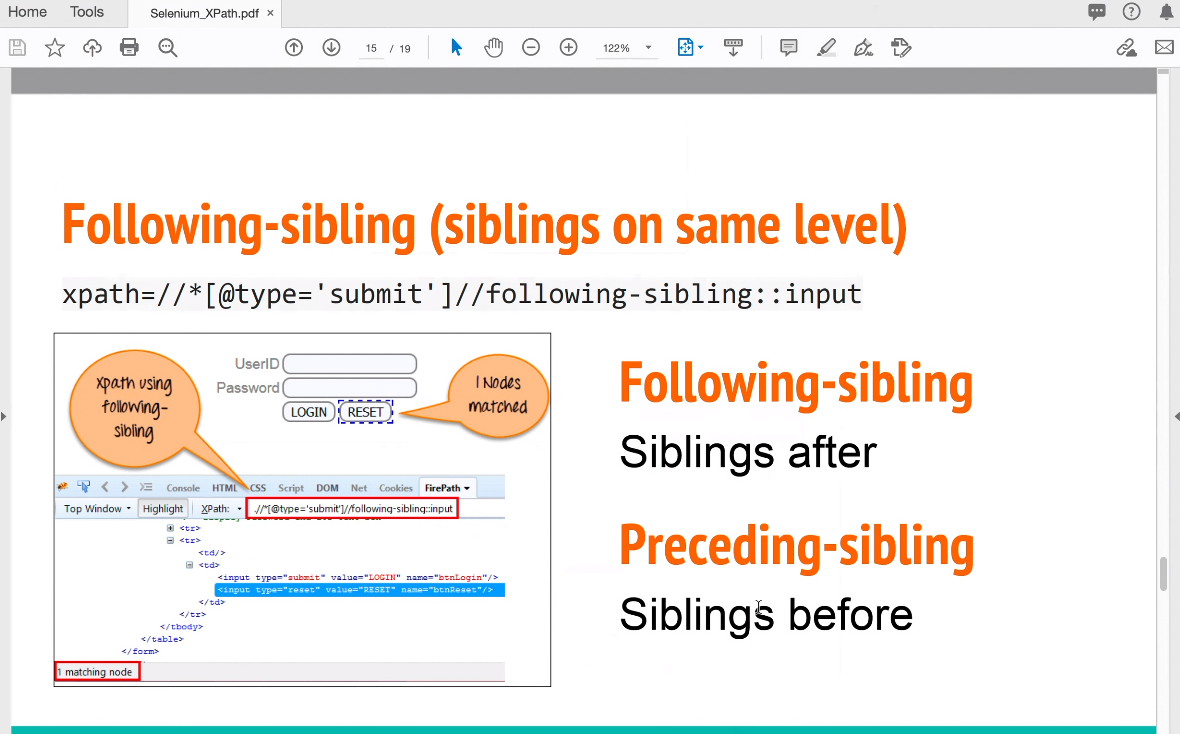 Home Tools Selenium_XPath.pdf ×
15 / 19 122%
Following-sibling (siblings on same level)
xpath=//*[@type='submit']//following-sibling::input
Xpath using
following-
sibling
UserID
Password
LOGIN RESET
1 Nodes
matched
Console HTML CSS Script DOM Net Cookies FirePath
Top Window Highlight XPath: .//*[@type='submit']//following-sibling::input
<tr>
<tr>
<td/>
<td>
<input type="submit" value="LOGIN" name="btnLogin"/>
<input type="reset" value="RESET" name="btnReset"/>
</td>
</tr>
</tbody>
</table>
</form>
1 matching node
Following-sibling
Siblings after
Preceding-sibling
Siblings before